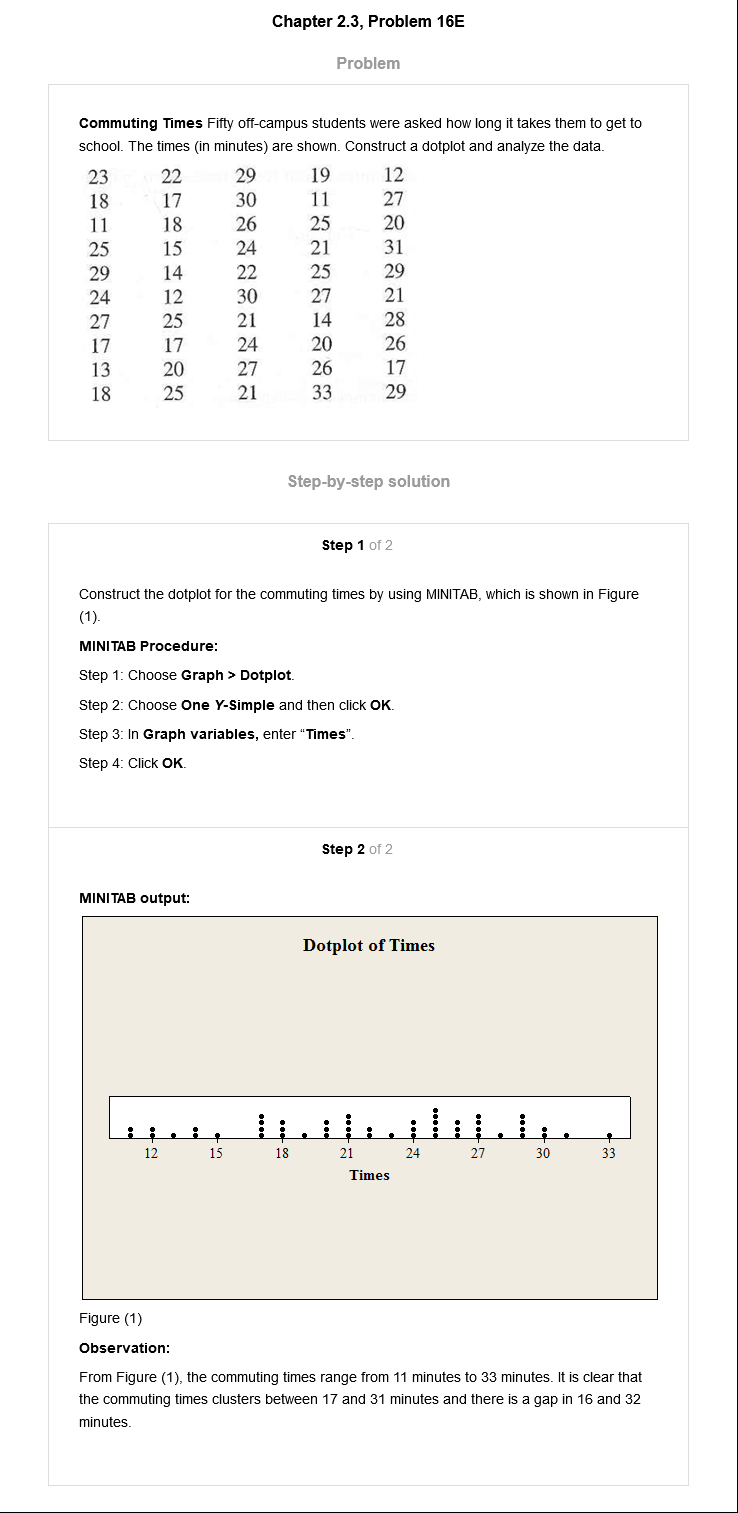 Chapter 2.3, Problem 16E
Problem
Commuting Times Fifty off-campus students were asked how long it takes them to get to
school. The times (in minutes) are shown. Construct a dotplot and analyze the data.
23 22 29 19 12
18 17 30 11 27
11 18 26 25 20
25 15 24 21 31
29 14 22 25 29
24 12 30 27 21
27 25 21 14 28
17 17 24 20 26
13 20 27 26 17
18 25 21 33 29
Step-by-step solution
Step 1 of 2
Construct the dotplot for the commuting times by using MINITAB, which is shown in Figure
(1).
MINITAB Procedure:
Step 1: Choose Graph > Dotplot.
Step 2: Choose One Y-Simple and then click OK.
Step 3: In Graph variables, enter “Times”.
Step 4: Click OK.
Step 2 of 2
MINITAB output:
Dotplot of Times
12 15 18 21 24 27 30 33
Times
Figure (1)
Observation:
From Figure (1), the commuting times range from 11 minutes to 33 minutes. It is clear that
the commuting times clusters between 17 and 31 minutes and there is a gap in 16 and 32
minutes.